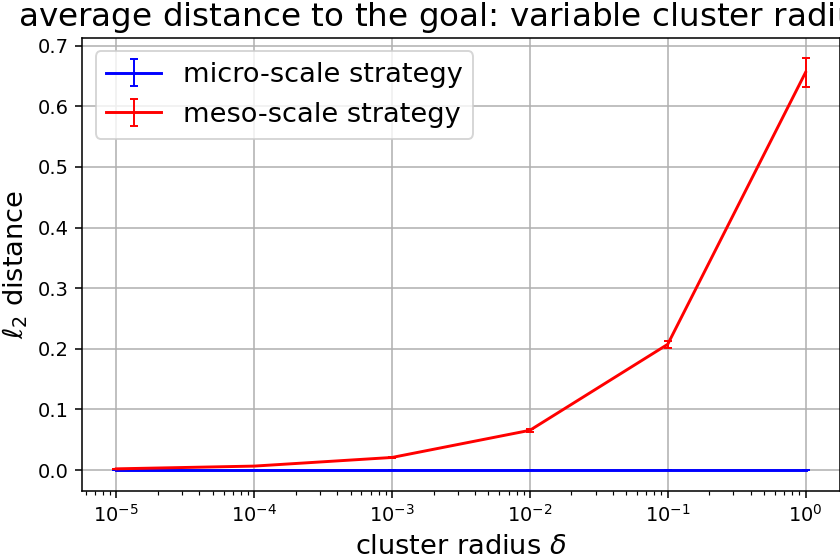 average distance to the goal: variable cluster radi
micro-scale strategy
meso-scale strategy
ℓ₂ distance
0.7
0.6
0.5
0.4
0.3
0.2
0.1
0.0
10⁻⁵ 10⁻⁴ 10⁻³ 10⁻² 10⁻¹ 10⁰
cluster radius δ